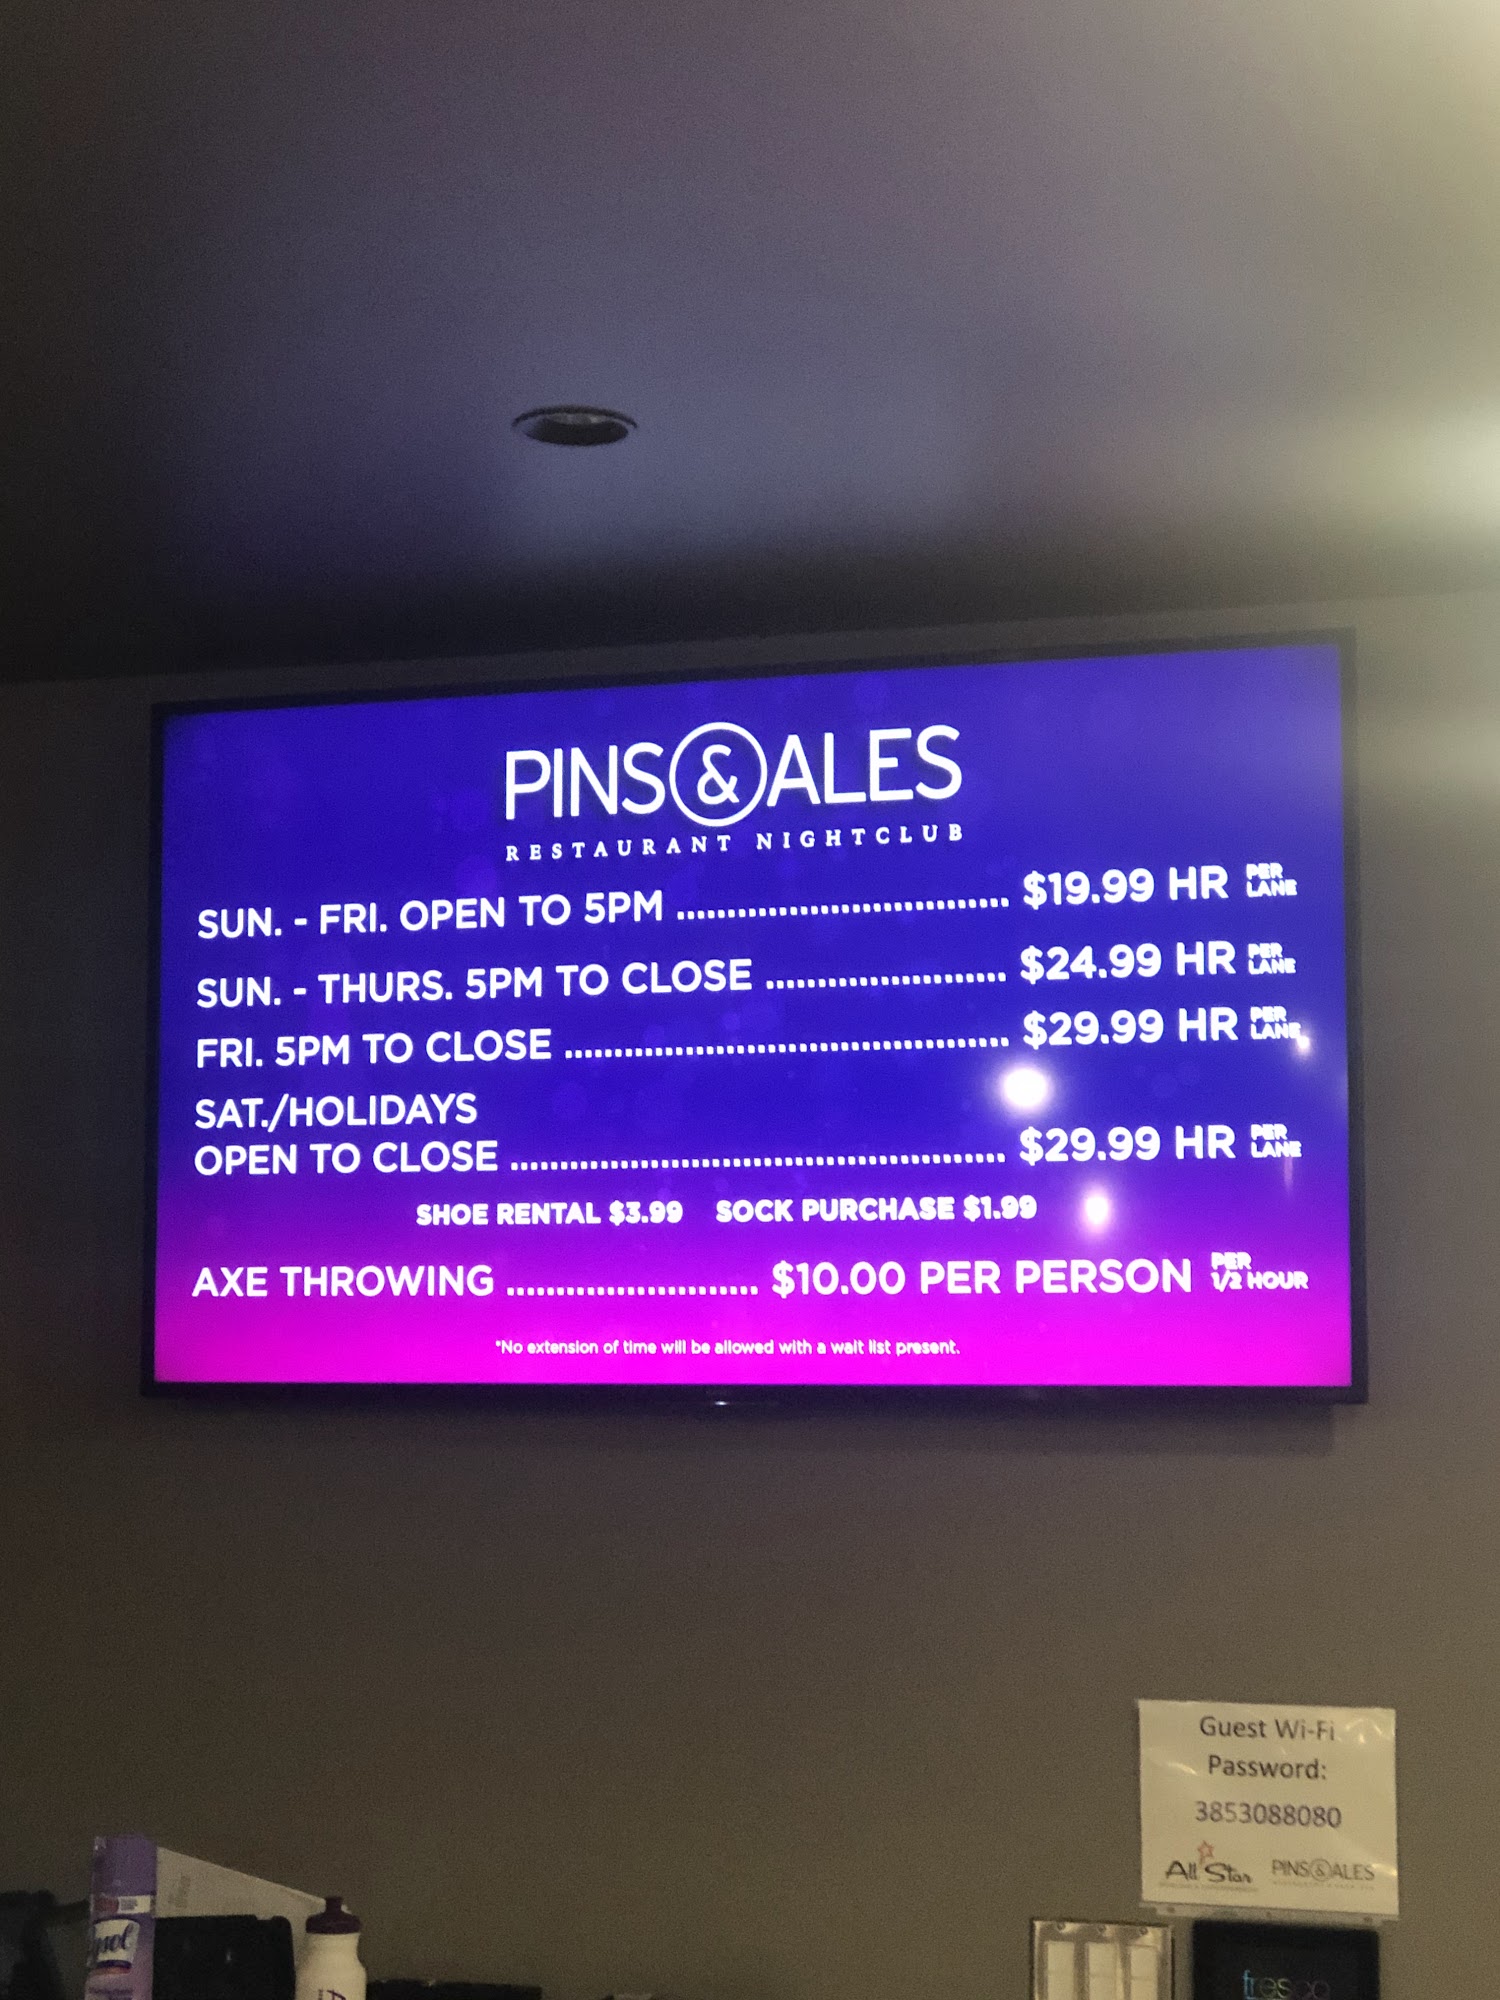 PINS & ALES
RESTAURANT NIGHTCLUB
SUN. - FRI. OPEN TO 5PM ................................. $19.99 HR PER LANE
SUN. - THURS. 5PM TO CLOSE ........................ $24.99 HR PER LANE
FRI. 5PM TO CLOSE ............................................. $29.99 HR PER LANE
SAT./HOLIDAYS
OPEN TO CLOSE .................................................. $29.99 HR PER LANE
SHOE RENTAL $3.99 SOCK PURCHASE $1.99
AXE THROWING ......................... $10.00 PER PERSON PER 1/2 HOUR
*No extension of time will be allowed with a wait list present.
Guest Wi-Fi
Password:
3853088080
All Star PINS&ALES
fresco